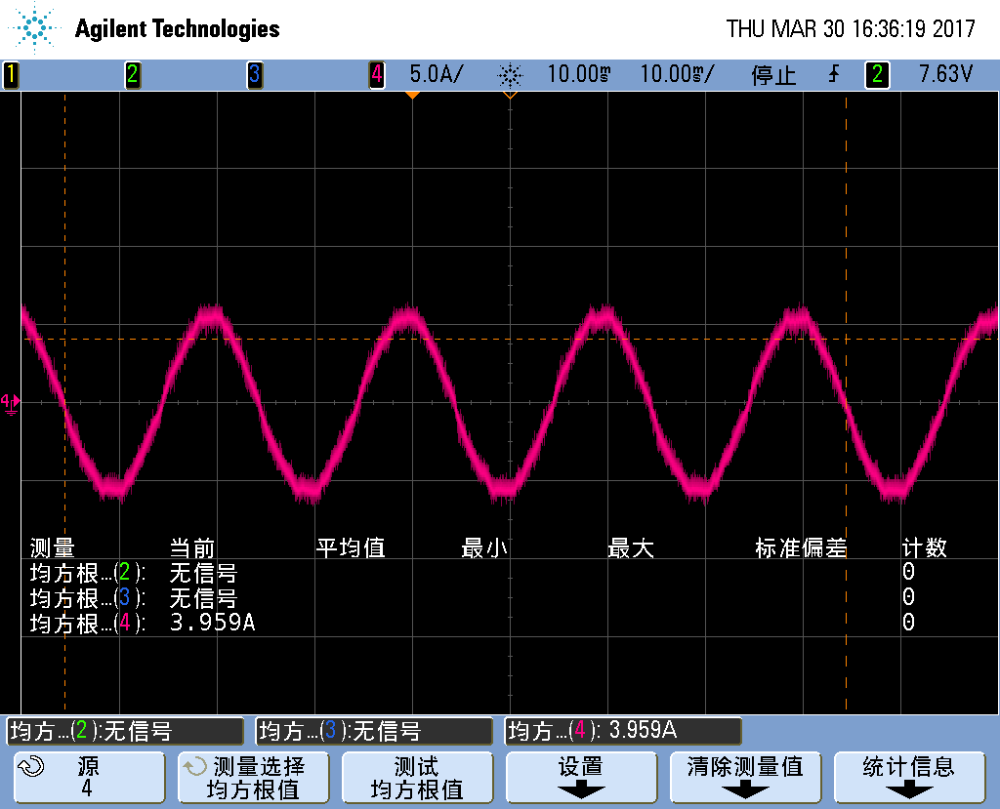 Agilent Technologies THU MAR 30 16:36:19 2017
1 2 3 4 5.0A/ 10.00ms 10.00ms/ 停止 2 7.63V
4
测量 当前 平均值 最小 最大 标准偏差 计数
均方根...(2): 无信号 0
均方根...(3): 无信号 0
均方根...(4): 3.959A 0
均方...(2):无信号 均方...(3):无信号 均方...(4): 3.959A
源 测量选择 测试 设置 清除测量值 统计信息
4 均方根值 均方根值